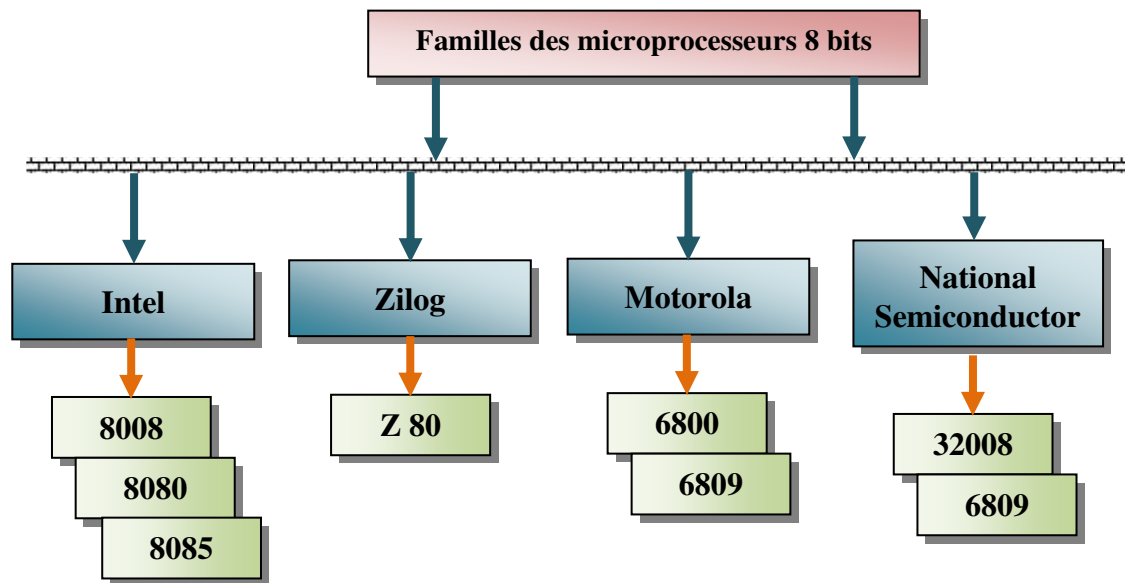 Familles des microprocesseurs 8 bits
Intel
Zilog
Motorola
National
Semiconductor
8008
8080
8085
Z 80
6800
6809
32008
6809